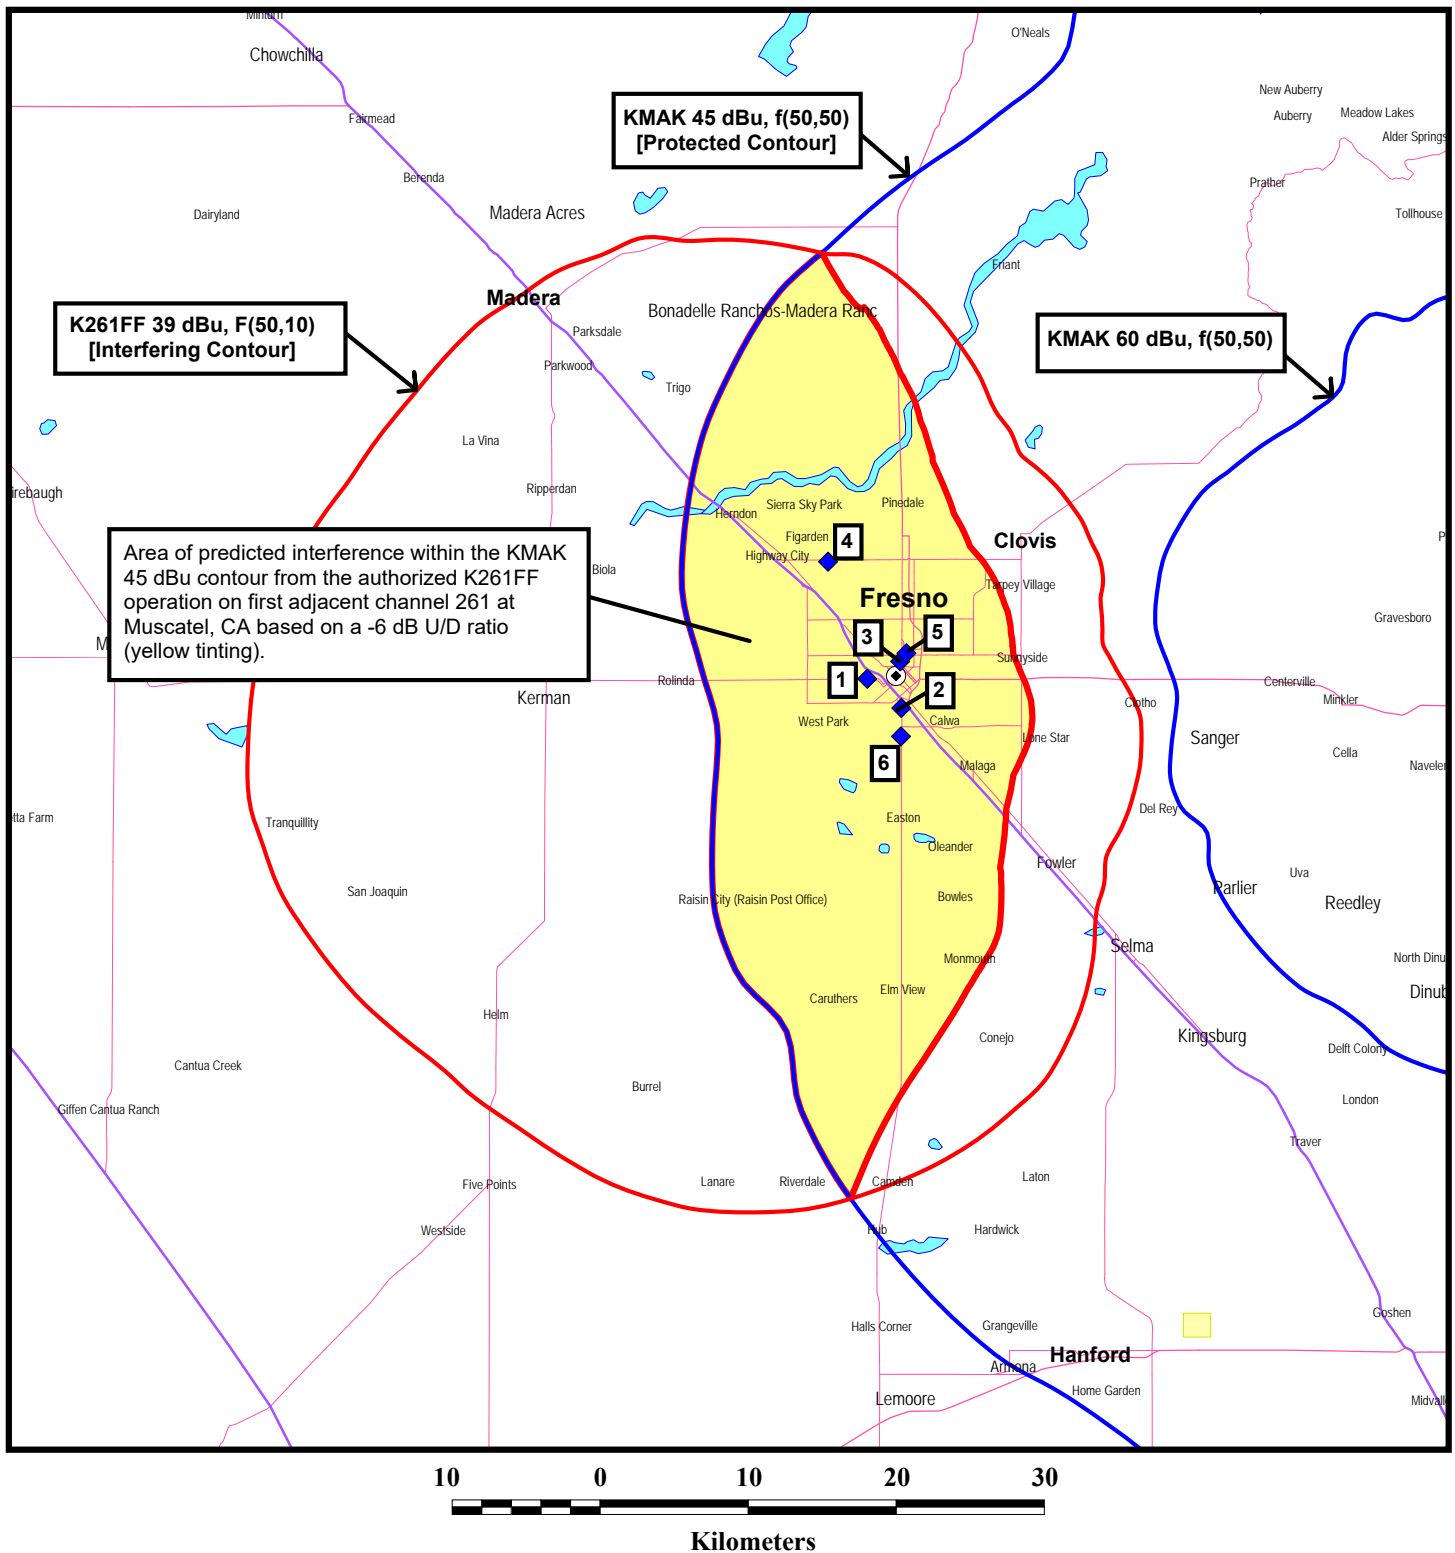 Minturn
Chowchilla
O'Neals
New Auberry
Auberry
Meadow Lakes
Alder Springs
KMAK 45 dBu, f(50,50)
[Protected Contour]
Fairmead
Berenda
Prather
Dairyland
Madera Acres
Tollhouse
Friant
Madera
Bonadelle Ranchos-Madera Ranc
K261FF 39 dBu, F(50,10)
[Interfering Contour]
Parksdale
KMAK 60 dBu, f(50,50)
Parkwood
Trigo
La Vina
Ripperdan
irebaugh
Sierra Sky Park
Pinedale
Herndon
Figarden
4
Clovis
Highway City
Area of predicted interference within the KMAK
45 dBu contour from the authorized K261FF
operation on first adjacent channel 261 at
Muscatel, CA based on a -6 dB U/D ratio
(yellow tinting).
P
Biola
Tarpey Village
Fresno
Gravesboro
3
5
M
Sunnyside
1
Rolinda
2
Centerville
Kerman
Minkler
Clotho
West Park
Calwa
Lone Star
Sanger
Cella
6
Malaga
Navelen
Del Rey
etta Farm
Tranquillity
Easton
Oleander
Fowler
Uva
San Joaquin
Parlier
Raisin City (Raisin Post Office)
Bowles
Reedley
Selma
Monmouth
North Dinu
Elm View
Dinub
Caruthers
Helm
Conejo
Kingsburg
Delft Colony
Cantua Creek
Burrel
London
Giffen Cantua Ranch
Traver
Five Points
Lanare
Riverdale
Camden
Laton
Westside
Hub
Hardwick
Goshen
Halls Corner
Grangeville
Hanford
Armona
Home Garden
Lemoore
Midvall
10 0 10 20 30
Kilometers